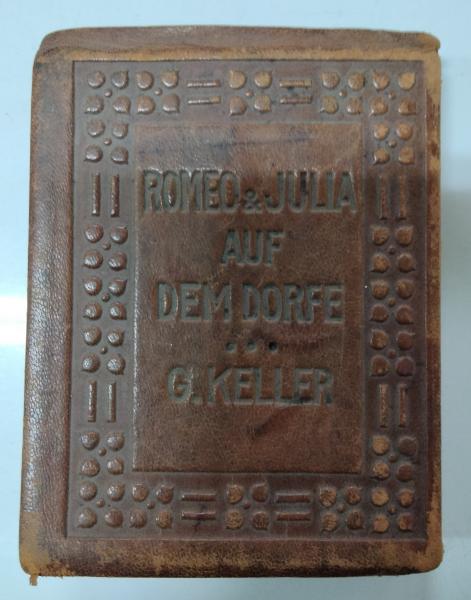 ROMEO & JULIA
AUF
DEM DORFE
...
G. KELLER